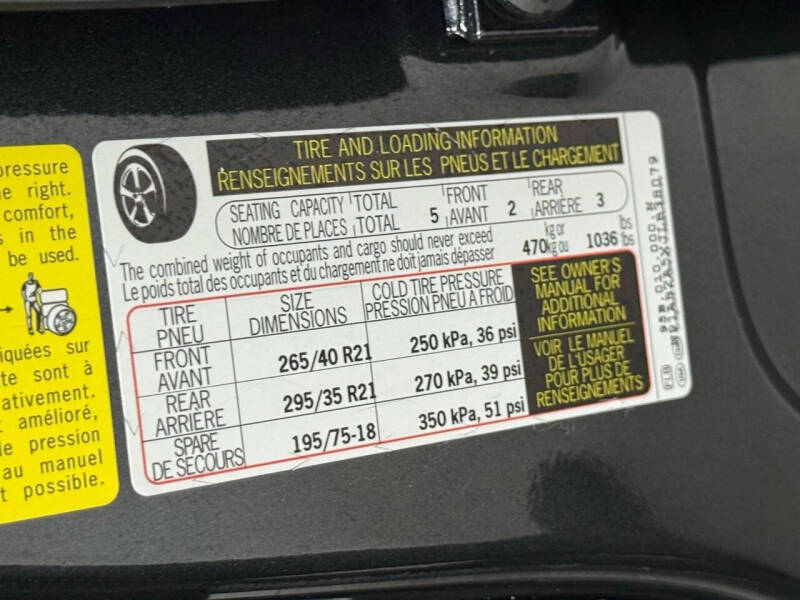 pressure
e right.
comfort,
s in the
be used.
iquées sur
te sont à
ativement.
t amélioré,
le pression
au manuel
t possible.
TIRE AND LOADING INFORMATION
RENSEIGNEMENTS SUR LES PNEUS ET LE CHARGEMENT
SEATING CAPACITY TOTAL 5 FRONT 2 REAR 3
NOMBRE DE PLACES TOTAL AVANT ARRIÈRE
The combined weight of occupants and cargo should never exceed 470 kg or 1036 lbs
Le poids total des occupants et du chargement ne doit jamais dépasser kg ou lbs
TIRE SIZE COLD TIRE PRESSURE
PNEU DIMENSIONS PRESSION PNEU A FROID
FRONT 265/40 R21 250 kPa, 36 psi
AVANT
REAR 295/35 R21 270 kPa, 39 psi
ARRIÈRE
SPARE 195/75-18 350 kPa, 51 psi
DE SECOURS
SEE OWNER'S
MANUAL FOR
ADDITIONAL
INFORMATION
VOIR LE MANUEL
DE L'USAGER
POUR PLUS DE
RENSEIGNEMENTS